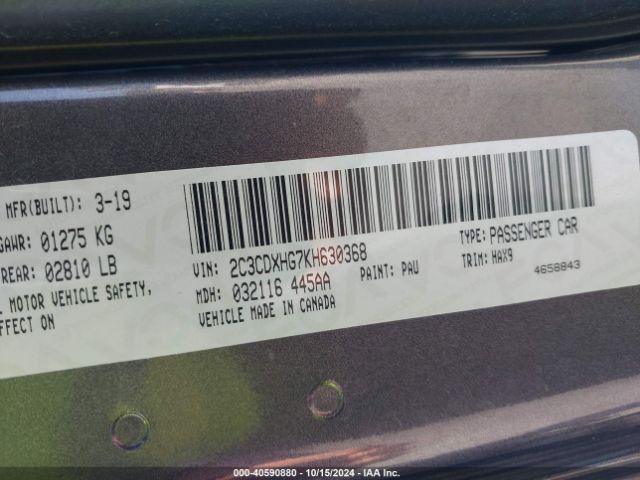 MFR(BUILT): 3-19
GAWR: 01275 KG
REAR: 02810 LB
MOTOR VEHICLE SAFETY,
EFFECT ON
VIN: 2C3CDXHG7KH630368
TYPE: PASSENGER CAR
MDH: 032116 445AA
PAINT: PAU
TRIM: HAX9
VEHICLE MADE IN CANADA
4658843
000-40590880 - 10/15/2024 - IAA Inc.